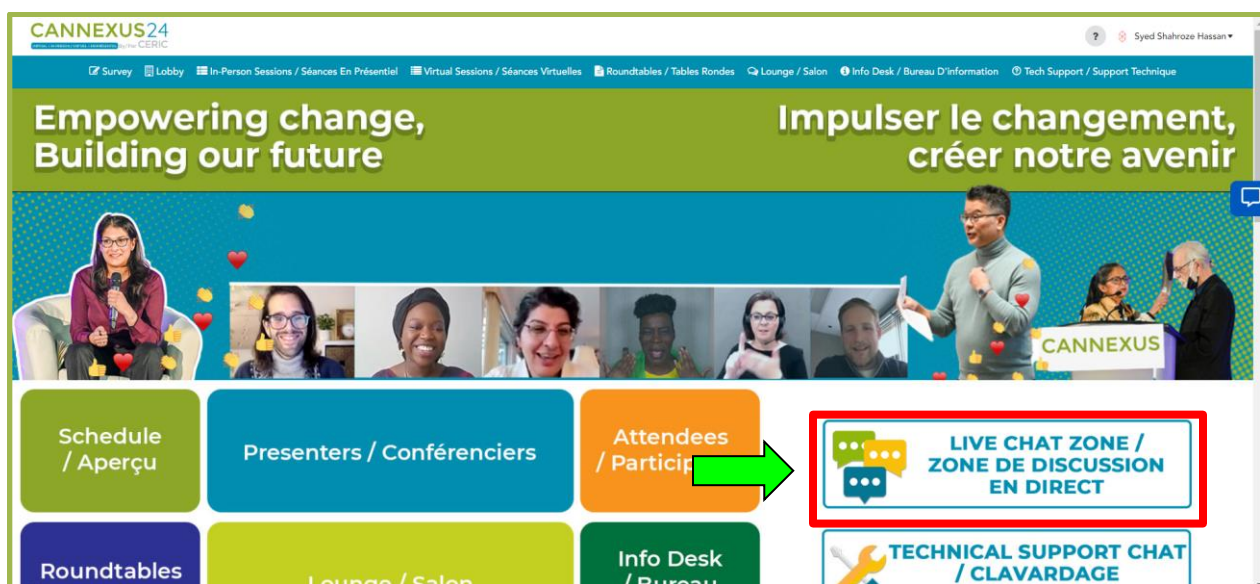 CANNEXUS24
CERIC
? Syed Shahroze Hassan
Survey Lobby In-Person Sessions / Séances En Présentiel Virtual Sessions / Séances Virtuelles Roundtables / Tables Rondes Lounge / Salon Info Desk / Bureau D'information Tech Support / Support Technique
Empowering change,
Building our future
Impulser le changement,
créer notre avenir
CANNEXUS
Schedule
/ Aperçu
Presenters / Conférenciers
Attendees
/ Particip
LIVE CHAT ZONE /
ZONE DE DISCUSSION
EN DIRECT
Roundtables
Lounge / Salon
Info Desk
/ Bureau
TECHNICAL SUPPORT CHAT
/ CLAVARDAGE